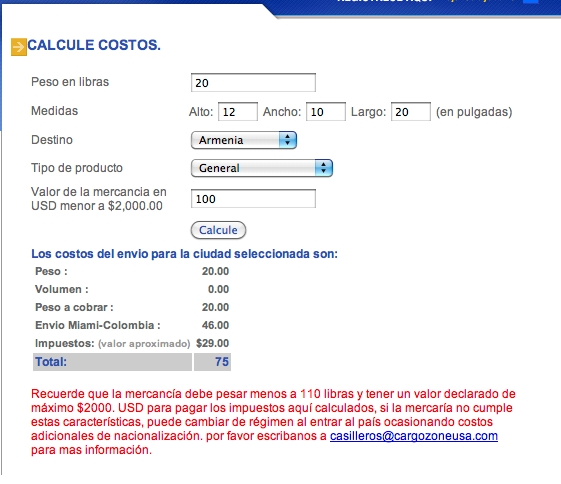 CALCULE COSTOS.
Peso en libras 20
Medidas Alto: 12 Ancho: 10 Largo: 20 (en pulgadas)
Destino Armenia
Tipo de producto General
Valor de la mercancia en
USD menor a $2,000.00 100
Calcule
Los costos del envio para la ciudad seleccionada son:
Peso : 20.00
Volumen : 0.00
Peso a cobrar : 20.00
Envio Miami-Colombia : 46.00
Impuestos: (valor aproximado) $29.00
Total: 75
Recuerde que la mercancía debe pesar menos a 110 libras y tener un valor declarado de
máximo $2000. USD para pagar los impuestos aquí calculados, si la mercaría no cumple
estas características, puede cambiar de régimen al entrar al país ocasionando costos
adicionales de nacionalización. por favor escribanos a casilleros@cargozoneusa.com
para mas información.